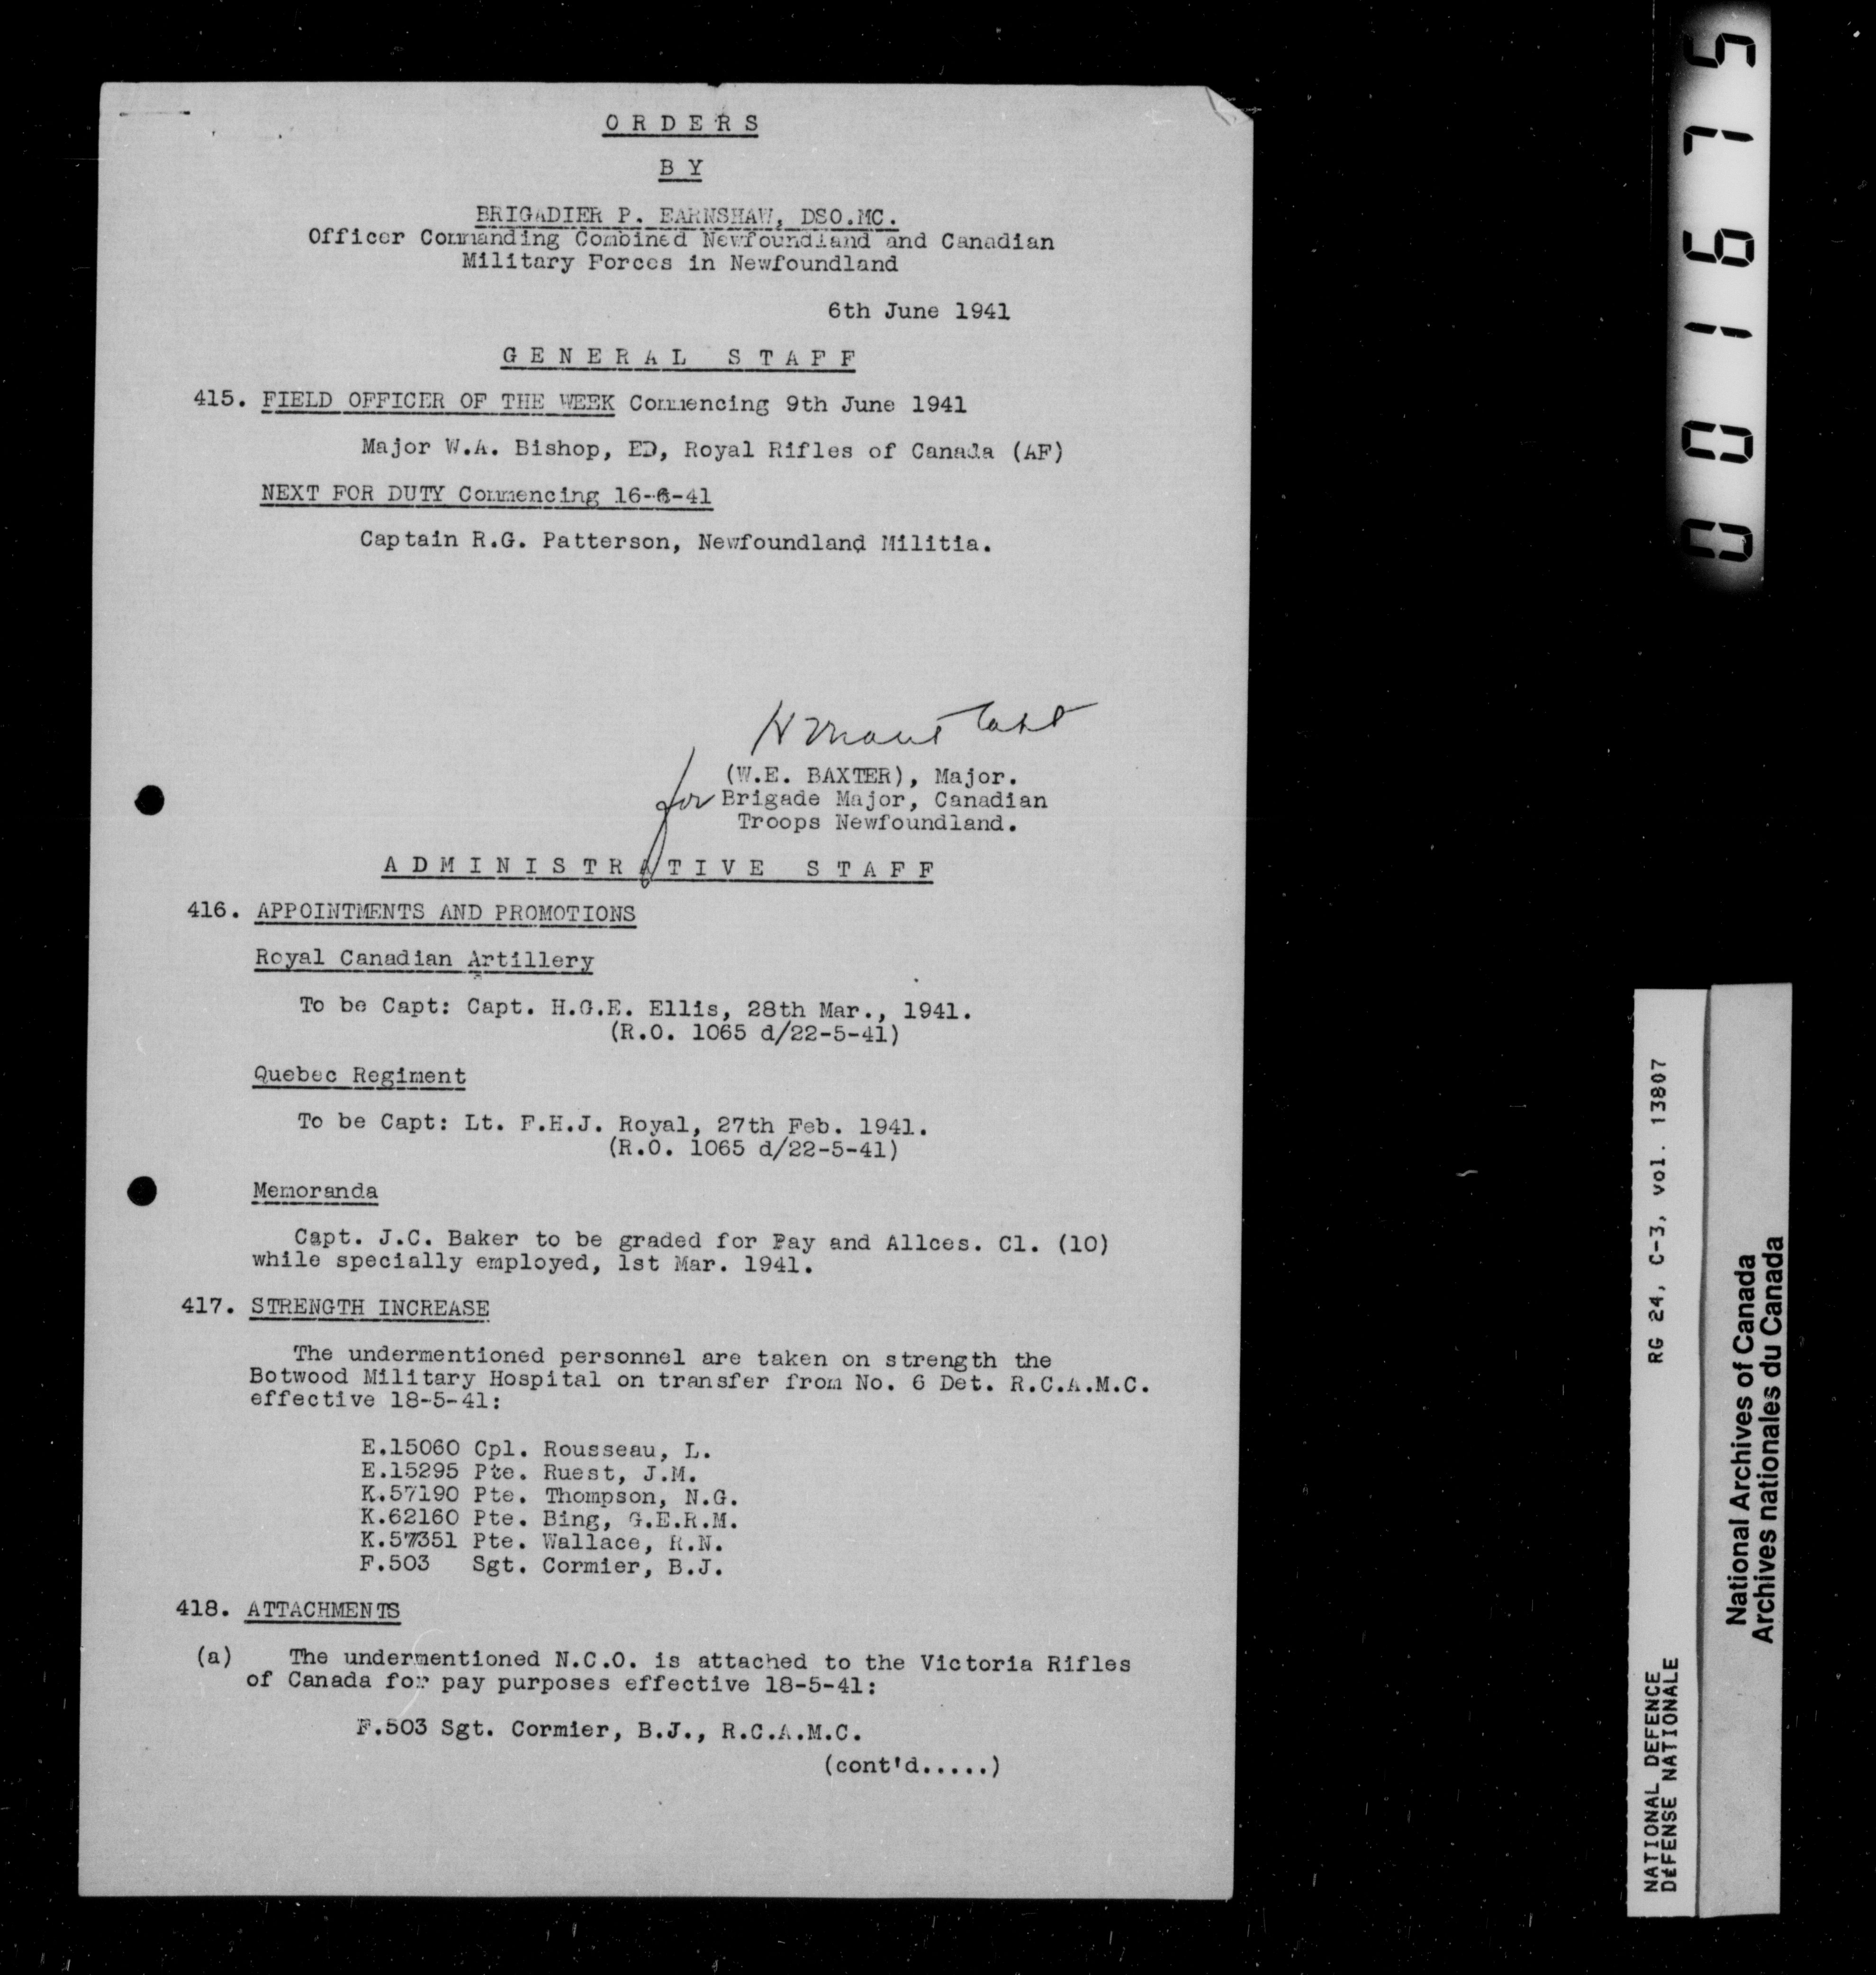 O R D E R S
B Y
BRIGADIER P. EARNSHAW, DSO.MC.
Officer Commanding Combined Newfoundland and Canadian
Military Forces in Newfoundland
6th June 1941
G E N E R A L   S T A F F
415. FIELD OFFICER OF THE WEEK Commencing 9th June 1941
Major W.A. Bishop, ED, Royal Rifles of Canada (AF)
NEXT FOR DUTY Commencing 16-6-41
Captain R.G. Patterson, Newfoundland Militia.
(W.E. BAXTER), Major.
for Brigade Major, Canadian
Troops Newfoundland.
A D M I N I S T R A T I V E   S T A F F
416. APPOINTMENTS AND PROMOTIONS
Royal Canadian Artillery
To be Capt: Capt. H.G.E. Ellis, 28th Mar., 1941.
(R.O. 1065 d/22-5-41)
Quebec Regiment
To be Capt: Lt. F.H.J. Royal, 27th Feb. 1941.
(R.O. 1065 d/22-5-41)
Memoranda
Capt. J.C. Baker to be graded for Pay and Allces. Cl. (10)
while specially employed, 1st Mar. 1941.
417. STRENGTH INCREASE
The undermentioned personnel are taken on strength the
Botwood Military Hospital on transfer from No. 6 Det. R.C.A.M.C.
effective 18-5-41:
E.15060 Cpl. Rousseau, L.
E.15295 Pte. Ruest, J.M.
K.57190 Pte. Thompson, N.G.
K.62160 Pte. Bing, G.E.R.M.
K.57351 Pte. Wallace, R.N.
F.503 Sgt. Cormier, B.J.
418. ATTACHMENTS
(a) The undermentioned N.C.O. is attached to the Victoria Rifles
of Canada for pay purposes effective 18-5-41:
F.503 Sgt. Cormier, B.J., R.C.A.M.C.
(cont'd.....)
001675
RG 24, C-3, vol. 13807
NATIONAL DEFENCE
DÉFENSE NATIONALE
National Archives of Canada
Archives nationales du Canada